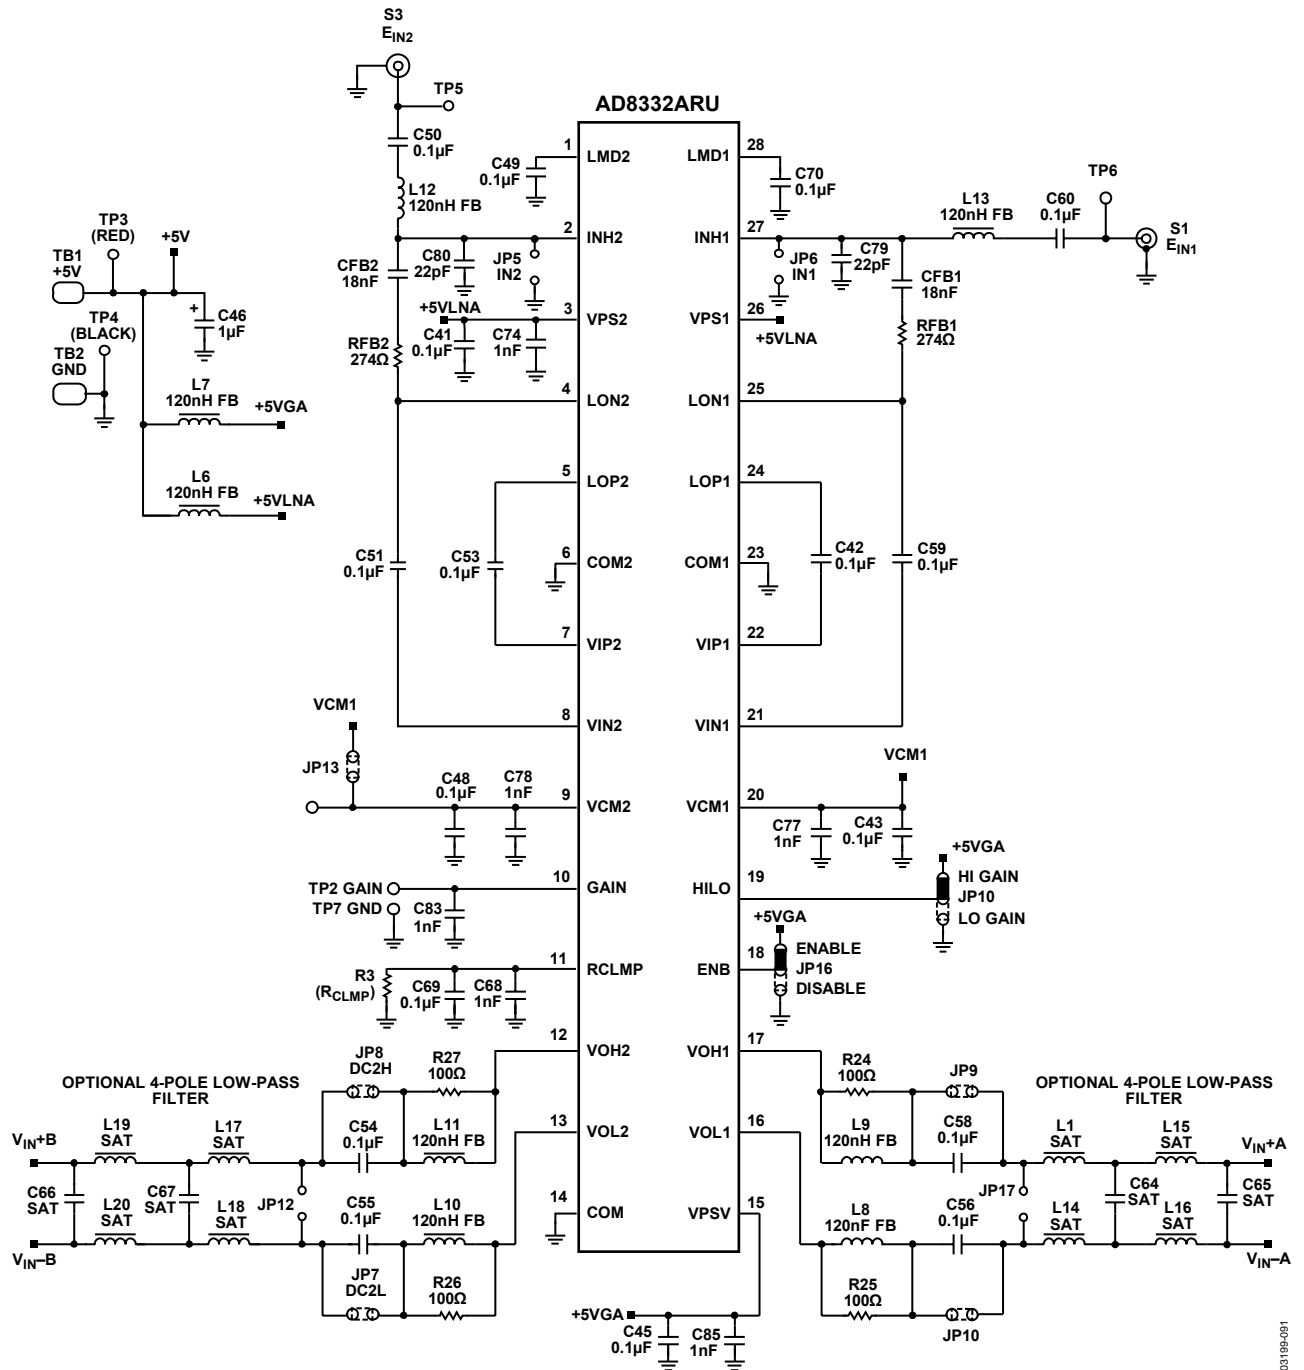 S3
EIN2
TP5
AD8332ARU
C50
0.1µF
L12
120nH FB
C49
0.1µF
1
LMD2
LMD1
28
C70
0.1µF
TP6
L13
120nH FB
C60
0.1µF
S1
EIN1
TP3
(RED)
+5V
TB1
+5V
C46
1µF
+
TP4
(BLACK)
TB2
GND
L7
120nH FB
+5VGA
L6
120nH FB
+5VLNA
2
INH2
INH1
27
CFB2
18nF
C80
22pF
JP5
IN2
JP6
IN1
C79
22pF
CFB1
18nF
+5VLNA
3
VPS2
VPS1
26
+5VLNA
C41
0.1µF
C74
1nF
RFB2
274Ω
RFB1
274Ω
4
LON2
LON1
25
5
LOP2
LOP1
24
C51
0.1µF
C53
0.1µF
6
COM2
COM1
23
C42
0.1µF
C59
0.1µF
7
VIP2
VIP1
22
8
VIN2
VIN1
21
VCM1
JP13
C48
0.1µF
C78
1nF
9
VCM2
VCM1
20
VCM1
C77
1nF
C43
0.1µF
TP2 GAIN
TP7 GND
C83
1nF
10
GAIN
HILO
19
+5VGA
HI GAIN
JP10
LO GAIN
R3
(RCLMP)
C69
0.1µF
C68
1nF
11
RCLMP
ENB
18
+5VGA
ENABLE
JP16
DISABLE
12
VOH2
VOH1
17
OPTIONAL 4-POLE LOW-PASS
FILTER
JP8
DC2H
R27
100Ω
R24
100Ω
JP9
OPTIONAL 4-POLE LOW-PASS
FILTER
VIN+B
L19
SAT
L17
SAT
C54
0.1µF
L11
120nH FB
13
VOL2
VOL1
16
L9
120nH FB
C58
0.1µF
L1
SAT
L15
SAT
VIN+A
C66
SAT
C67
SAT
JP12
JP17
C64
SAT
C65
SAT
VIN–B
L20
SAT
L18
SAT
C55
0.1µF
L10
120nH FB
14
COM
VPSV
15
L8
120nF FB
C56
0.1µF
L14
SAT
L16
SAT
VIN–A
JP7
DC2L
R26
100Ω
R25
100Ω
JP10
+5VGA
C45
0.1µF
C85
1nF
03199-091